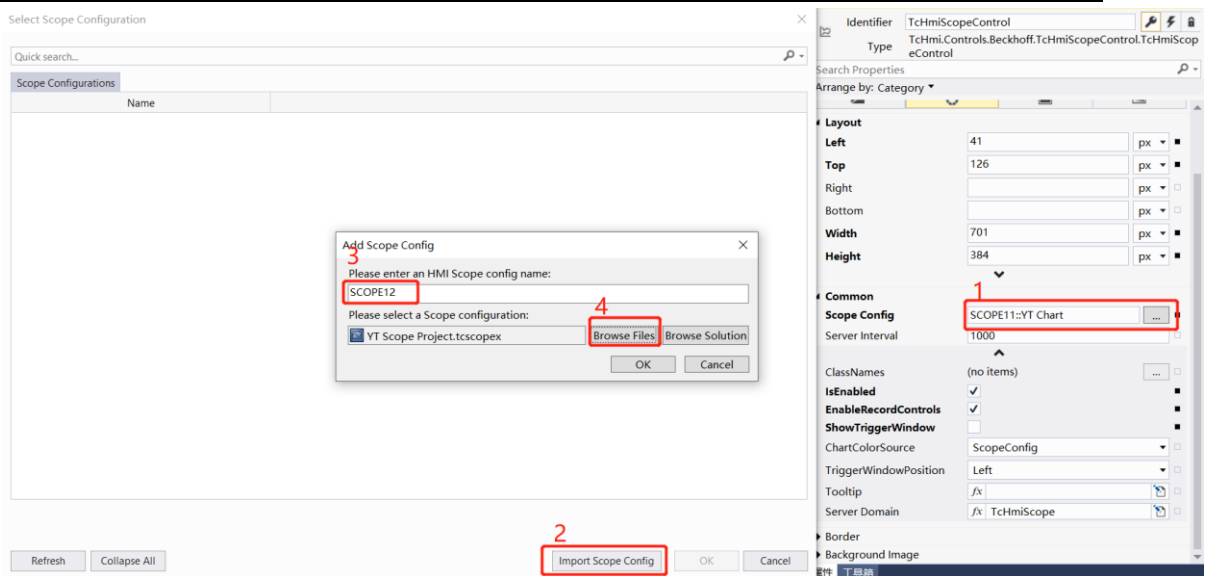 Select Scope Configuration
Quick search...
Scope Configurations
Name
Add Scope Config
3
Please enter an HMI Scope config name:
SCOPE12
4
Please select a Scope configuration:
YT Scope Project.tcscopex
Browse Files
Browse Solution
OK
Cancel
2
Refresh
Collapse All
Import Scope Config
OK
Cancel
Identifier
TcHmiScopeControl
Type
TcHmi.Controls.Beckhoff.TcHmiScopeControl.TcHmiScop
eControl
Search Properties
Arrange by: Category
Layout
Left 41 px
Top 126 px
Right px
Bottom px
Width 701 px
Height 384 px
1
Common
Scope Config SCOPE11::YT Chart ...
Server Interval 1000
ClassNames (no items) ...
IsEnabled
EnableRecordControls
ShowTriggerWindow
ChartColorSource ScopeConfig
TriggerWindowPosition Left
Tooltip fx
Server Domain fx TcHmiScope
Border
Background Image
属性 工具箱